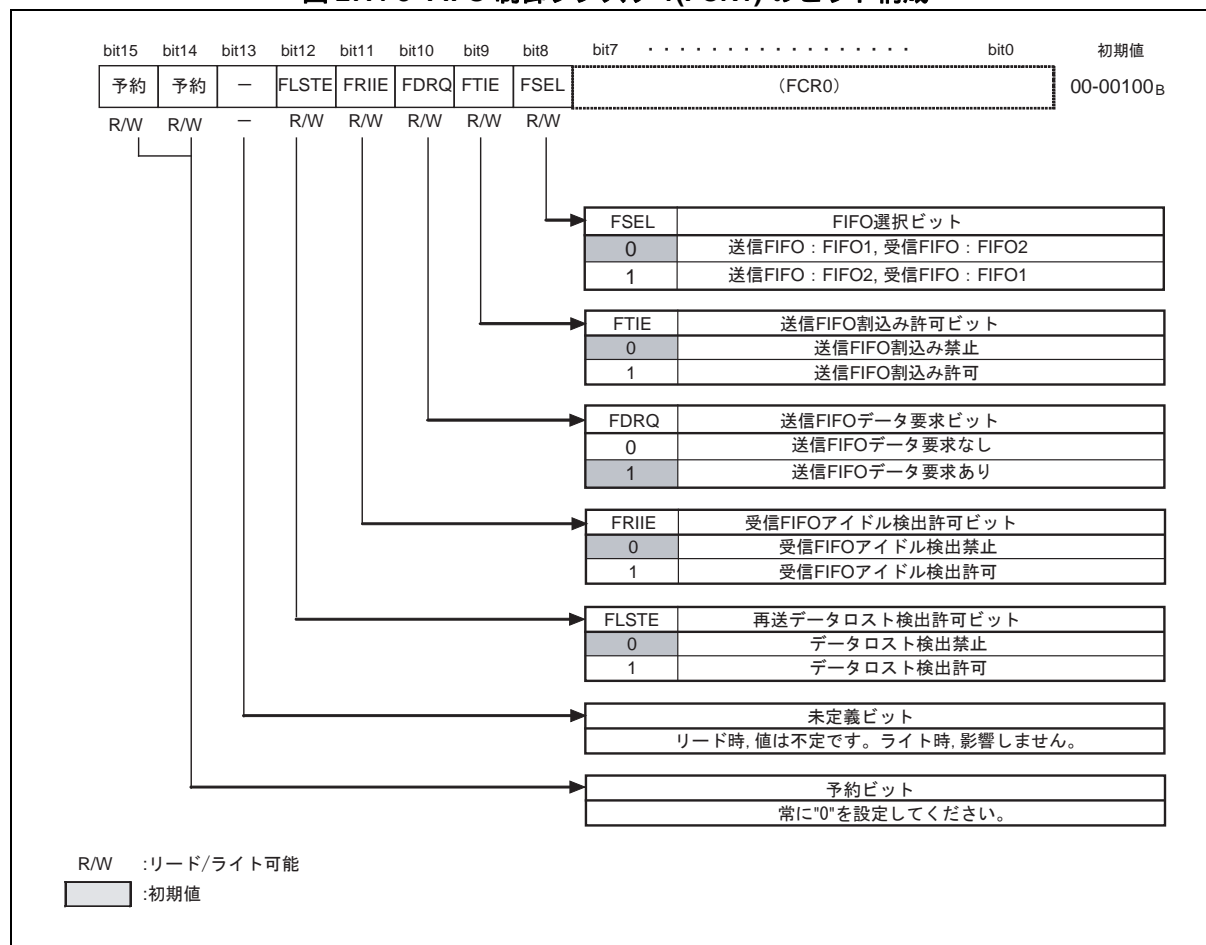 bit15 bit14 bit13 bit12 bit11 bit10 bit9 bit8 bit7 ・・・・・・・・・・・・・・・・・・ bit0 初期値
予約 予約 － FLSTE FRIIE FDRQ FTIE FSEL (FCR0) 00-00100B
R/W R/W － R/W R/W R/W R/W R/W
FSEL FIFO選択ビット
0 送信FIFO：FIFO1, 受信FIFO：FIFO2
1 送信FIFO：FIFO2, 受信FIFO：FIFO1
FTIE 送信FIFO割込み許可ビット
0 送信FIFO割込み禁止
1 送信FIFO割込み許可
FDRQ 送信FIFOデータ要求ビット
0 送信FIFOデータ要求なし
1 送信FIFOデータ要求あり
FRIIE 受信FIFOアイドル検出許可ビット
0 受信FIFOアイドル検出禁止
1 受信FIFOアイドル検出許可
FLSTE 再送データロスト検出許可ビット
0 データロスト検出禁止
1 データロスト検出許可
未定義ビット
リード時, 値は不定です。ライト時, 影響しません。
予約ビット
常に"0"を設定してください。
R/W :リード/ライト可能
:初期値